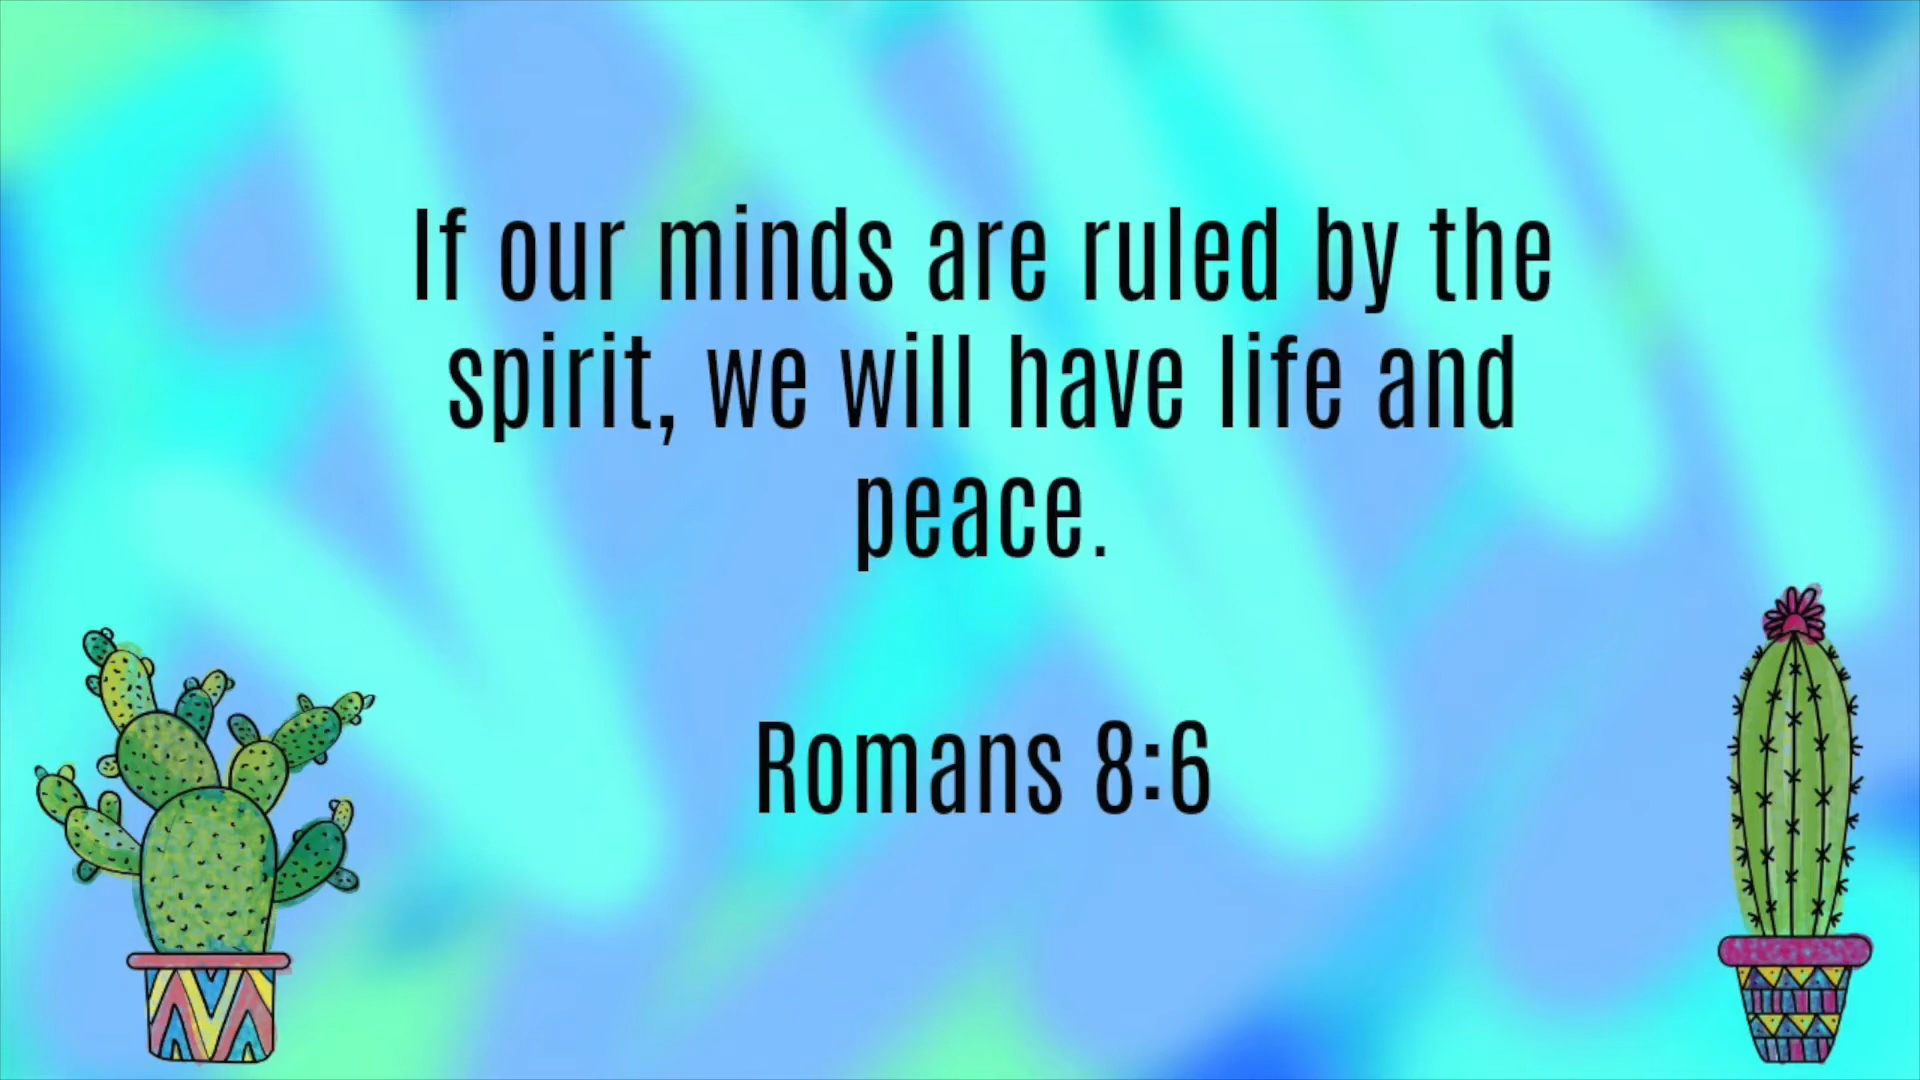 If our minds are ruled by the
spirit, we will have life and
peace.
Romans 8:6